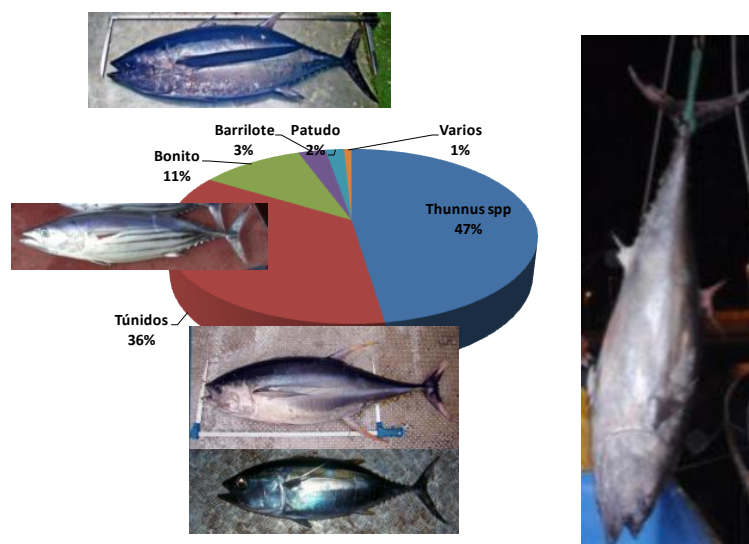 Barrilote
3%
Patudo
2%
Varios
1%
Bonito
11%
Thunnus spp
47%
Túnidos
36%